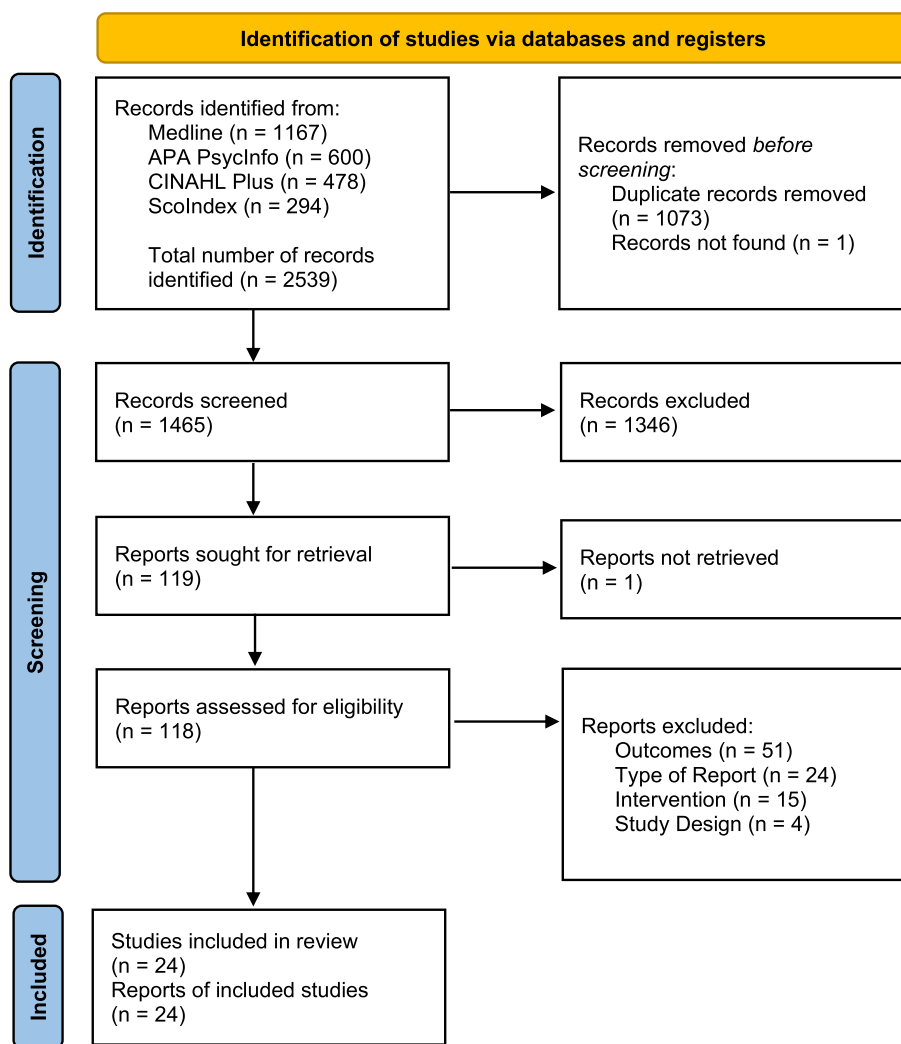 Identification of studies via databases and registers
Identification
Records identified from:
Medline (n = 1167)
APA PsycInfo (n = 600)
CINAHL Plus (n = 478)
ScoIndex (n = 294)
Total number of records
identified (n = 2539)
Records removed before
screening:
Duplicate records removed
(n = 1073)
Records not found (n = 1)
Screening
Records screened
(n = 1465)
Records excluded
(n = 1346)
Reports sought for retrieval
(n = 119)
Reports not retrieved
(n = 1)
Reports assessed for eligibility
(n = 118)
Reports excluded:
Outcomes (n = 51)
Type of Report (n = 24)
Intervention (n = 15)
Study Design (n = 4)
Included
Studies included in review
(n = 24)
Reports of included studies
(n = 24)